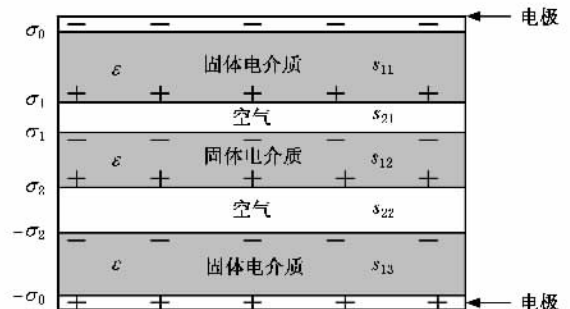 σ₀ − − − − − 电极
ε 固体电介质 s₁₁
σ₁ + + + + +
空气 s₂₁
σ₁ − − − − −
ε 固体电介质 s₁₂
σ₂ + + + + +
空气 s₂₂
−σ₂ − − − − −
ε 固体电介质 s₁₃
−σ₀ + + + + + 电极